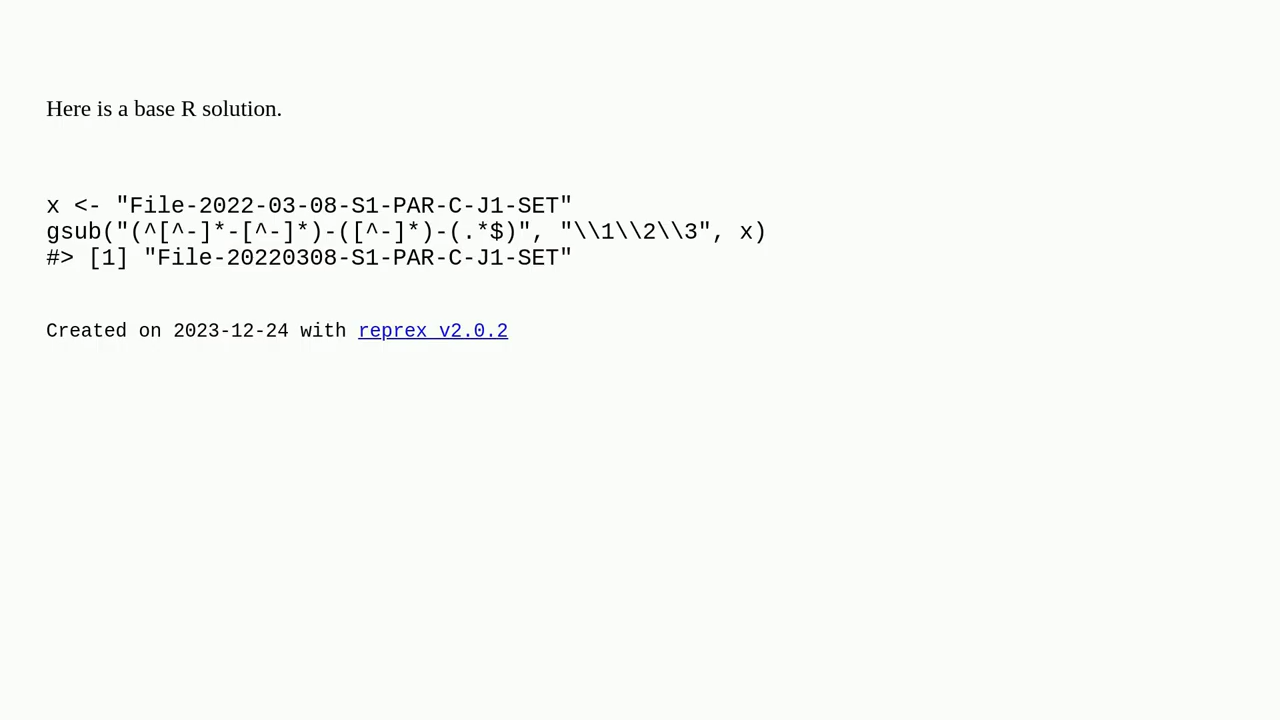 Here is a base R solution.
x <- "File-2022-03-08-S1-PAR-C-J1-SET"
gsub("(^[^-]*-[^-]*)-([^-]*)-(.*$)", "\\1\\2\\3", x)
#> [1] "File-20220308-S1-PAR-C-J1-SET"
Created on 2023-12-24 with reprex v2.0.2